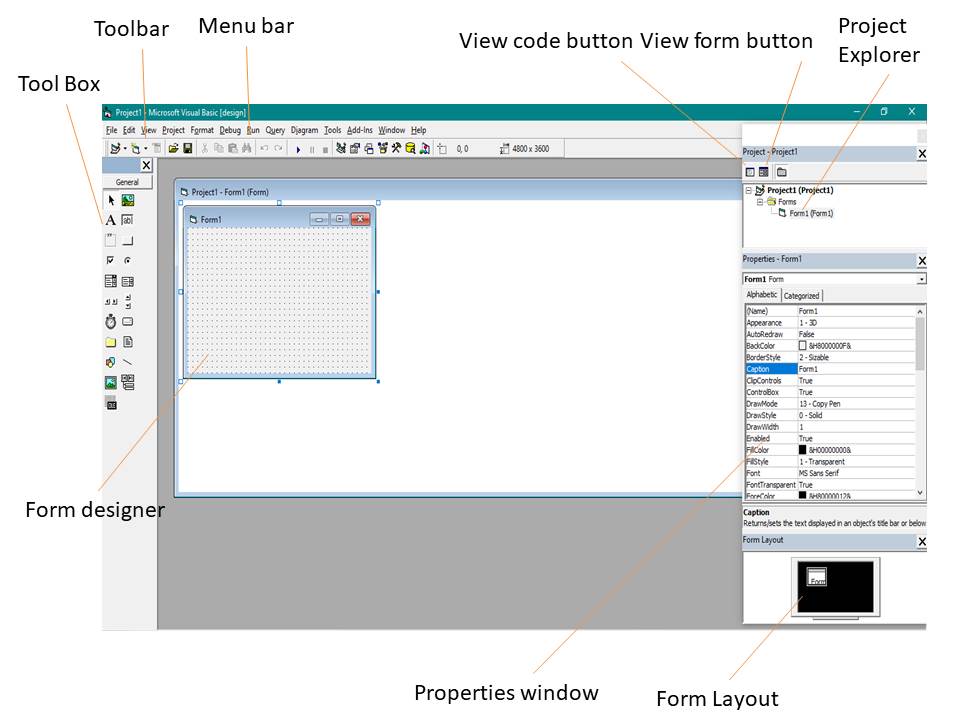 Toolbar
Menu bar
View code button View form button
Project
Explorer
Tool Box
Project1 - Microsoft Visual Basic [design]
File Edit View Project Format Debug Run Query Diagram Tools Add-Ins Window Help
0, 0
4800 x 3600
General
A
ab|
Project1 - Form1 (Form)
Form1
Project - Project1
Project1 (Project1)
Forms
Form1 (Form1)
Properties - Form1
Form1 Form
Alphabetic Categorized
(Name) Form1
Appearance 1 - 3D
AutoRedraw False
BackColor &H8000000F&
BorderStyle 2 - Sizable
Caption Form1
ClipControls True
ControlBox True
DrawMode 13 - Copy Pen
DrawStyle 0 - Solid
DrawWidth 1
Enabled True
FillColor &H00000000&
FillStyle 1 - Transparent
Font MS Sans Serif
FontTransparent True
ForeColor &H80000012&
Caption
Returns/sets the text displayed in an object's title bar or below
Form Layout
Form
Form designer
Properties window
Form Layout